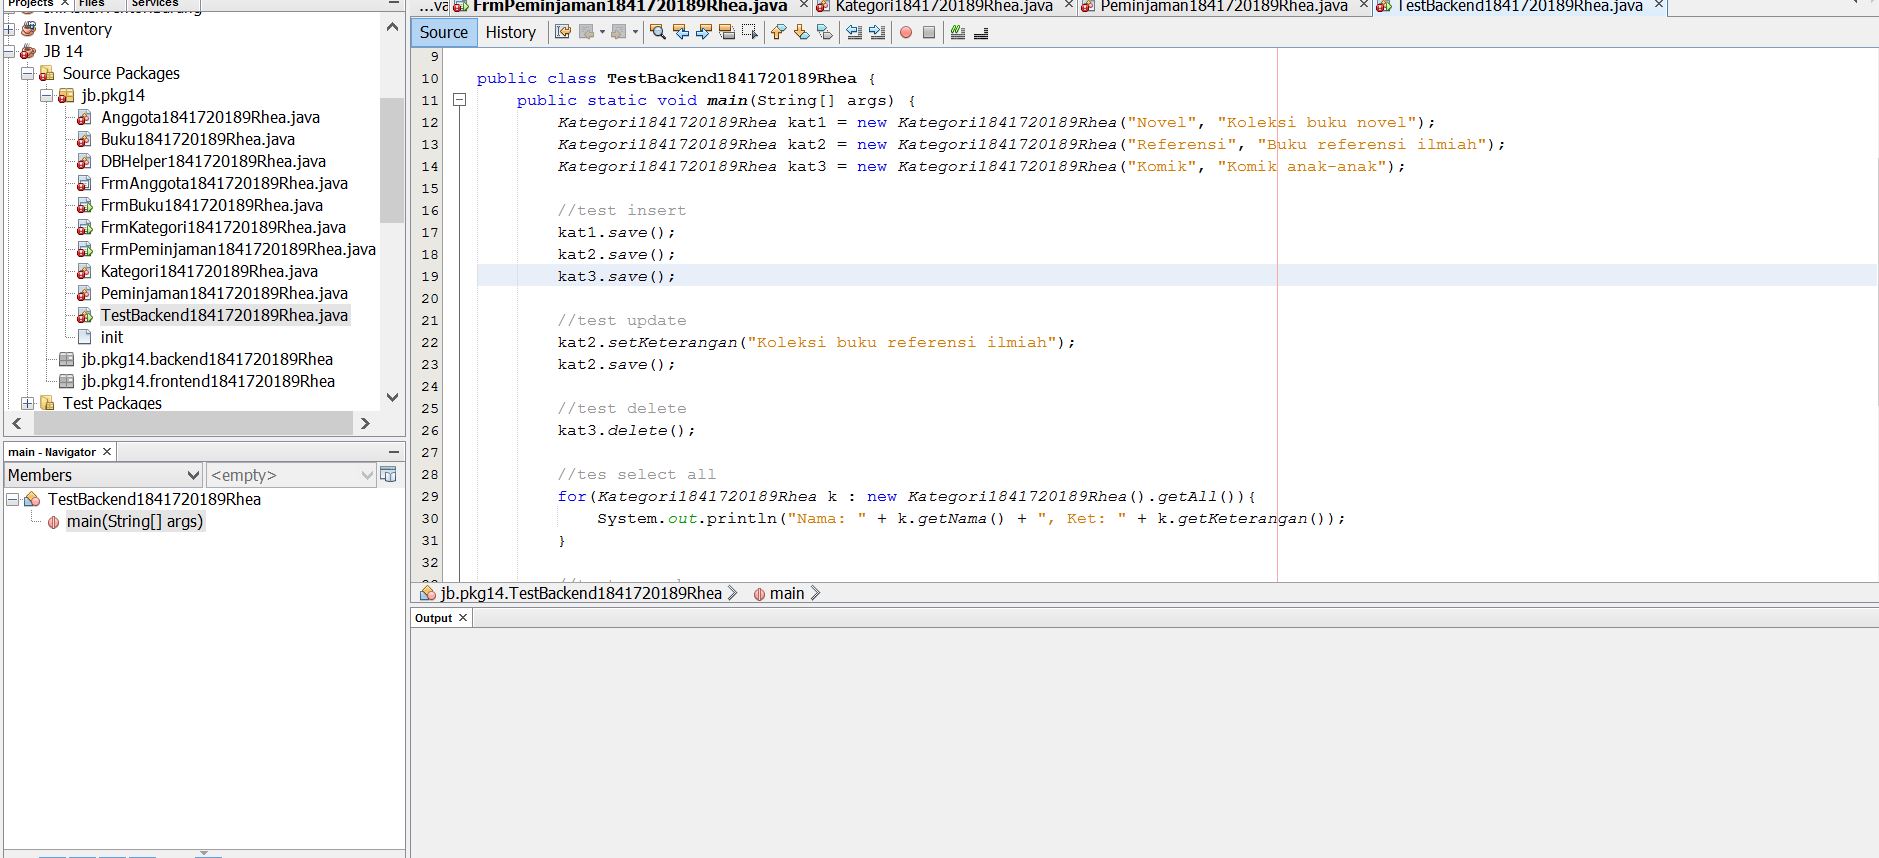 Projects × Files Services
Inventory
JB 14
Source Packages
jb.pkg14
Anggota1841720189Rhea.java
Buku1841720189Rhea.java
DBHelper1841720189Rhea.java
FrmAnggota1841720189Rhea.java
FrmBuku1841720189Rhea.java
FrmKategori1841720189Rhea.java
FrmPeminjaman1841720189Rhea.java
Kategori1841720189Rhea.java
Peminjaman1841720189Rhea.java
TestBackend1841720189Rhea.java
init
jb.pkg14.backend1841720189Rhea
jb.pkg14.frontend1841720189Rhea
Test Packages
main - Navigator ×
Members <empty>
TestBackend1841720189Rhea
main(String[] args)
...va FrmPeminjaman1841720189Rhea.java × Kategori1841720189Rhea.java × Peminjaman1841720189Rhea.java × TestBackend1841720189Rhea.java ×
Source History
9
10 public class TestBackend1841720189Rhea {
11 public static void main(String[] args) {
12 Kategori1841720189Rhea kat1 = new Kategori1841720189Rhea("Novel", "Koleksi buku novel");
13 Kategori1841720189Rhea kat2 = new Kategori1841720189Rhea("Referensi", "Buku referensi ilmiah");
14 Kategori1841720189Rhea kat3 = new Kategori1841720189Rhea("Komik", "Komik anak-anak");
15
16 //test insert
17 kat1.save();
18 kat2.save();
19 kat3.save();
20
21 //test update
22 kat2.setKeterangan("Koleksi buku referensi ilmiah");
23 kat2.save();
24
25 //test delete
26 kat3.delete();
27
28 //tes select all
29 for(Kategori1841720189Rhea k : new Kategori1841720189Rhea().getAll()){
30 System.out.println("Nama: " + k.getNama() + ", Ket: " + k.getKeterangan());
31 }
32
jb.pkg14.TestBackend1841720189Rhea main
Output ×